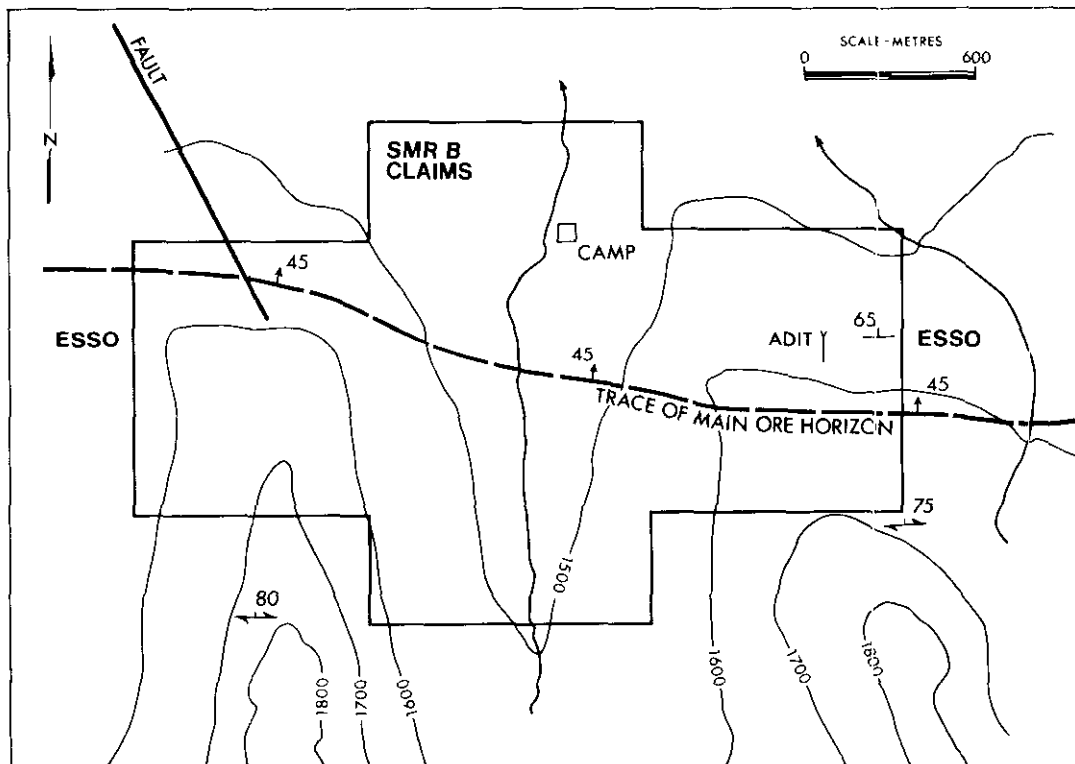 SCALE - METRES
0 600
FAULT
N
SMR B
CLAIMS
CAMP
45
ESSO
65
ADIT
ESSO
45
45
TRACE OF MAIN ORE HORIZON
75
1500
80
1800
1700
1600
1600
1700
1800